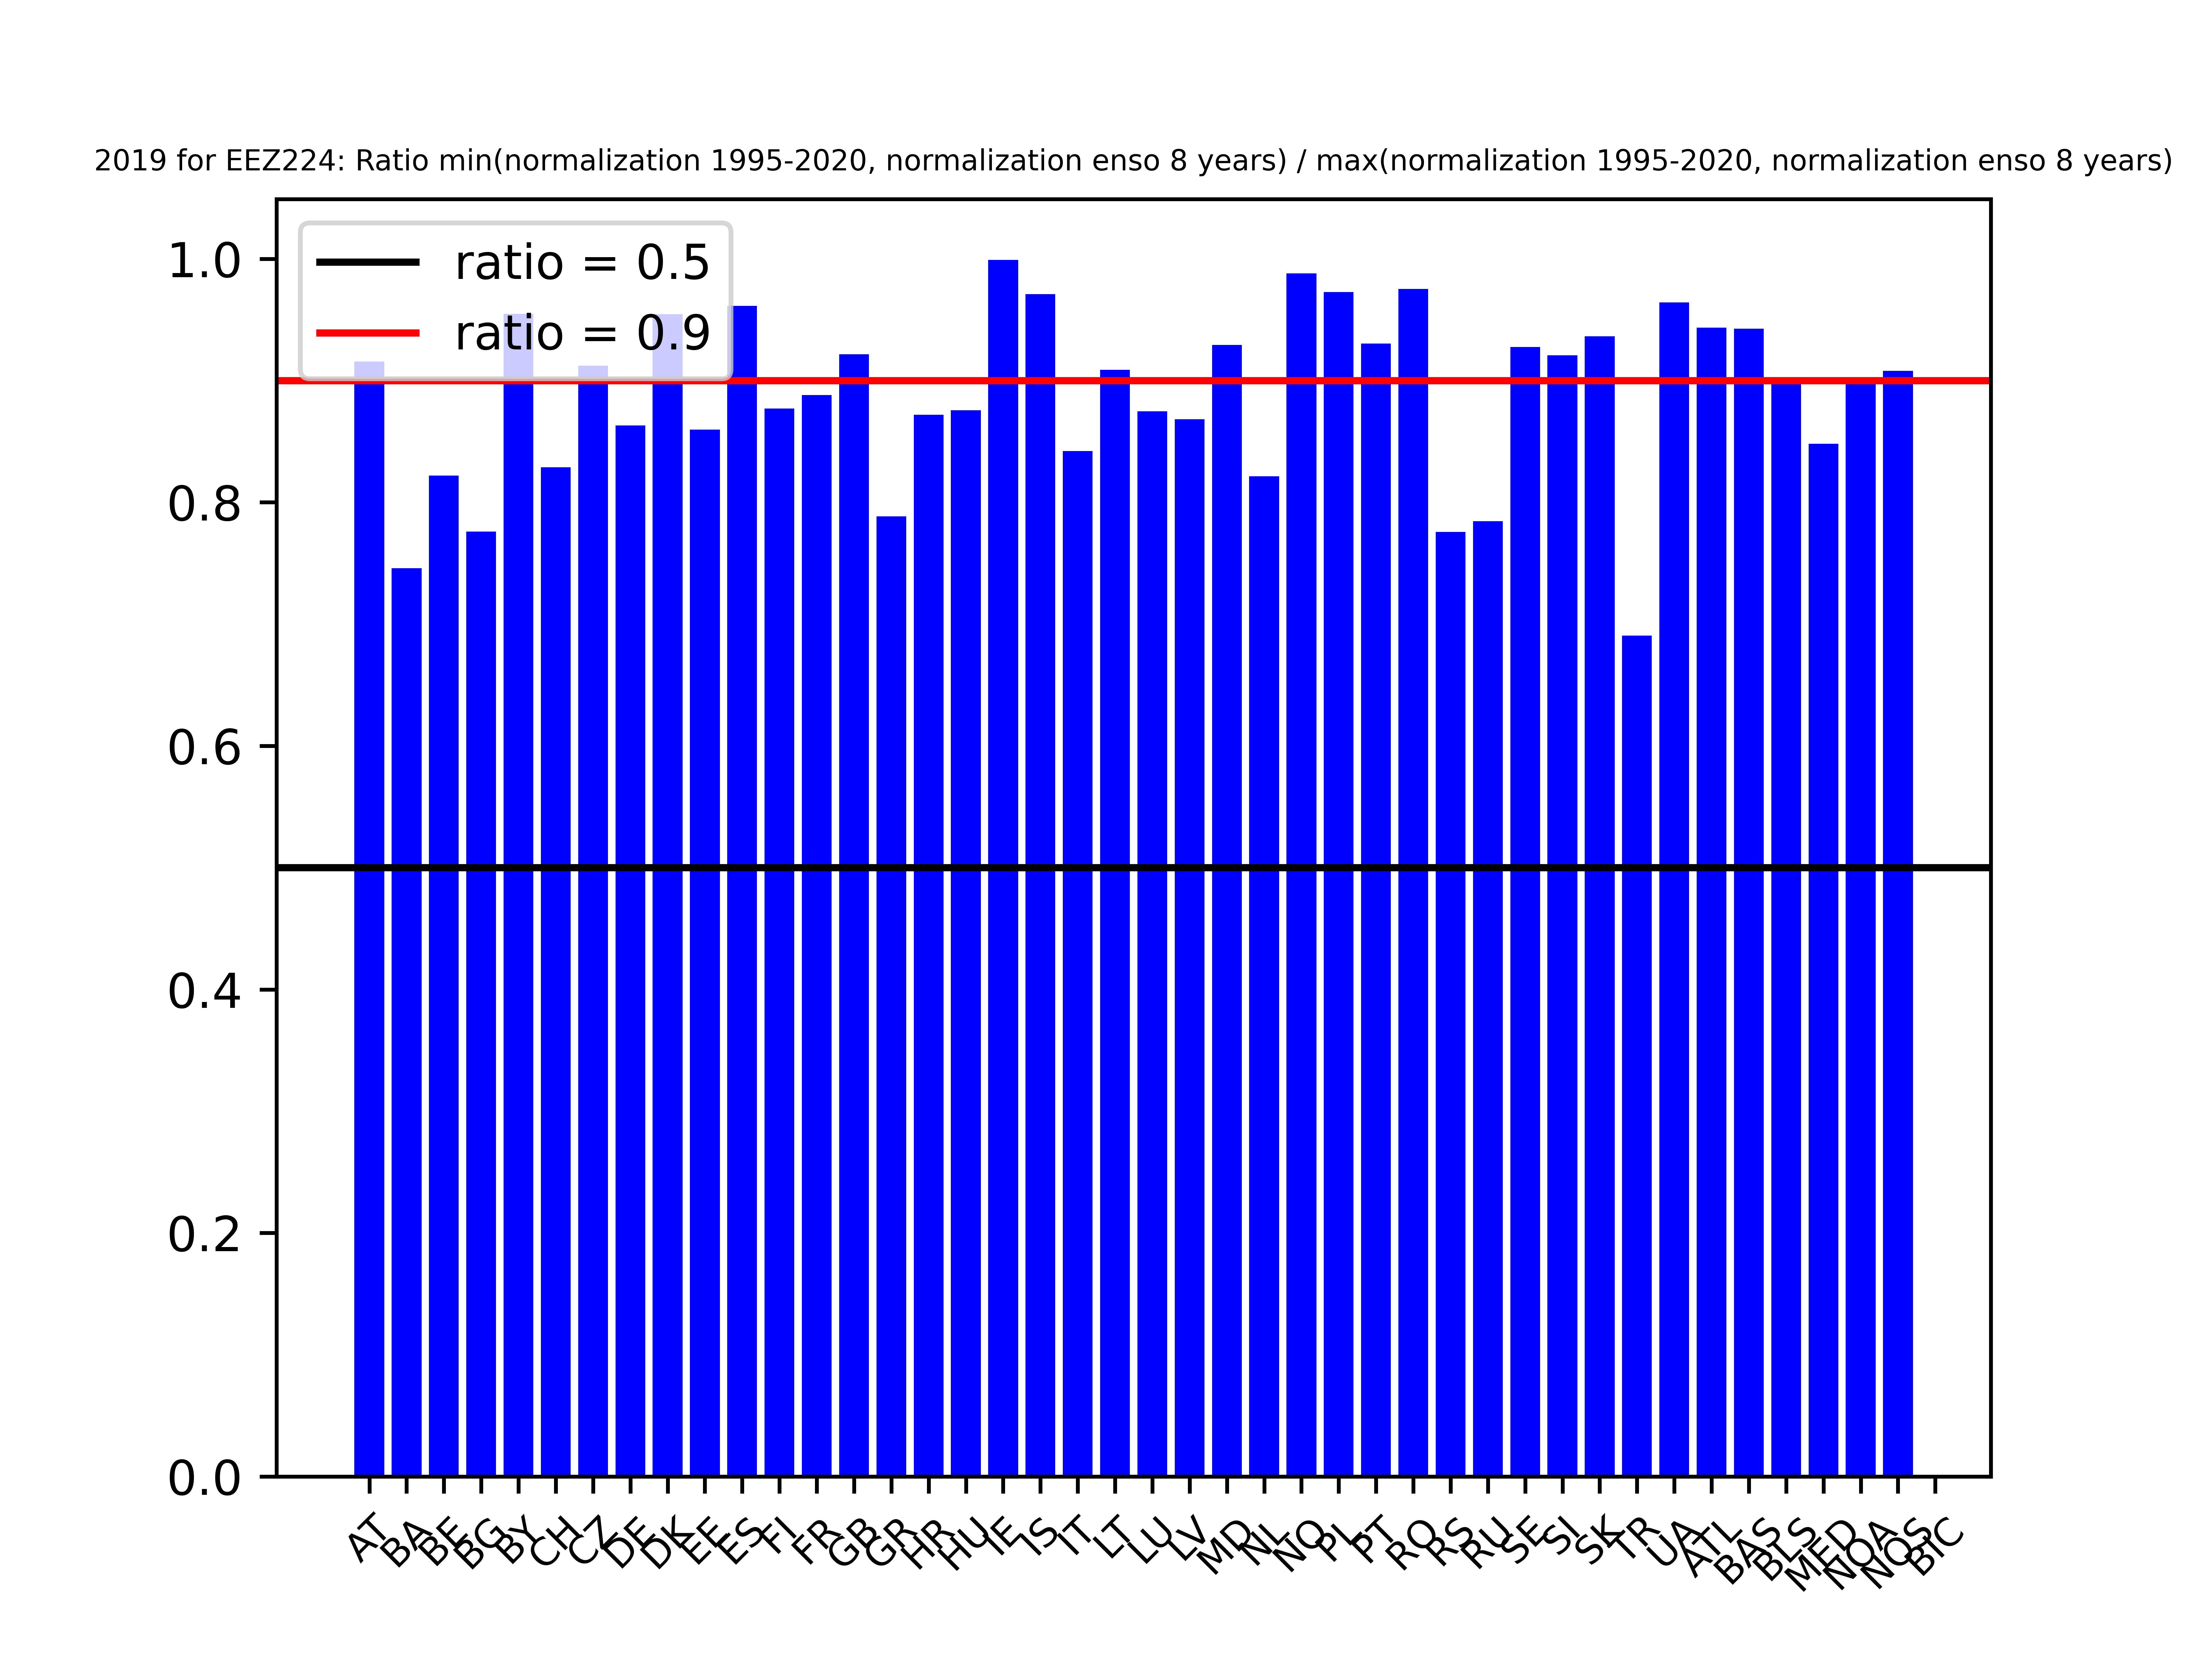 2019 for EEZ224: Ratio min(normalization 1995-2020, normalization enso 8 years) / max(normalization 1995-2020, normalization enso 8 years)
ratio = 0.5
ratio = 0.9
1.0
0.8
0.6
0.4
0.2
0.0
AT BA BE BG BY CH CZ DE DK EE ES FI FR GB GR HR HU IE IS IT LT LU LV MD NL NO PL PT RO RS RU SE SI SK TR UA ATL BAS BLS MED NOA NOS BIC